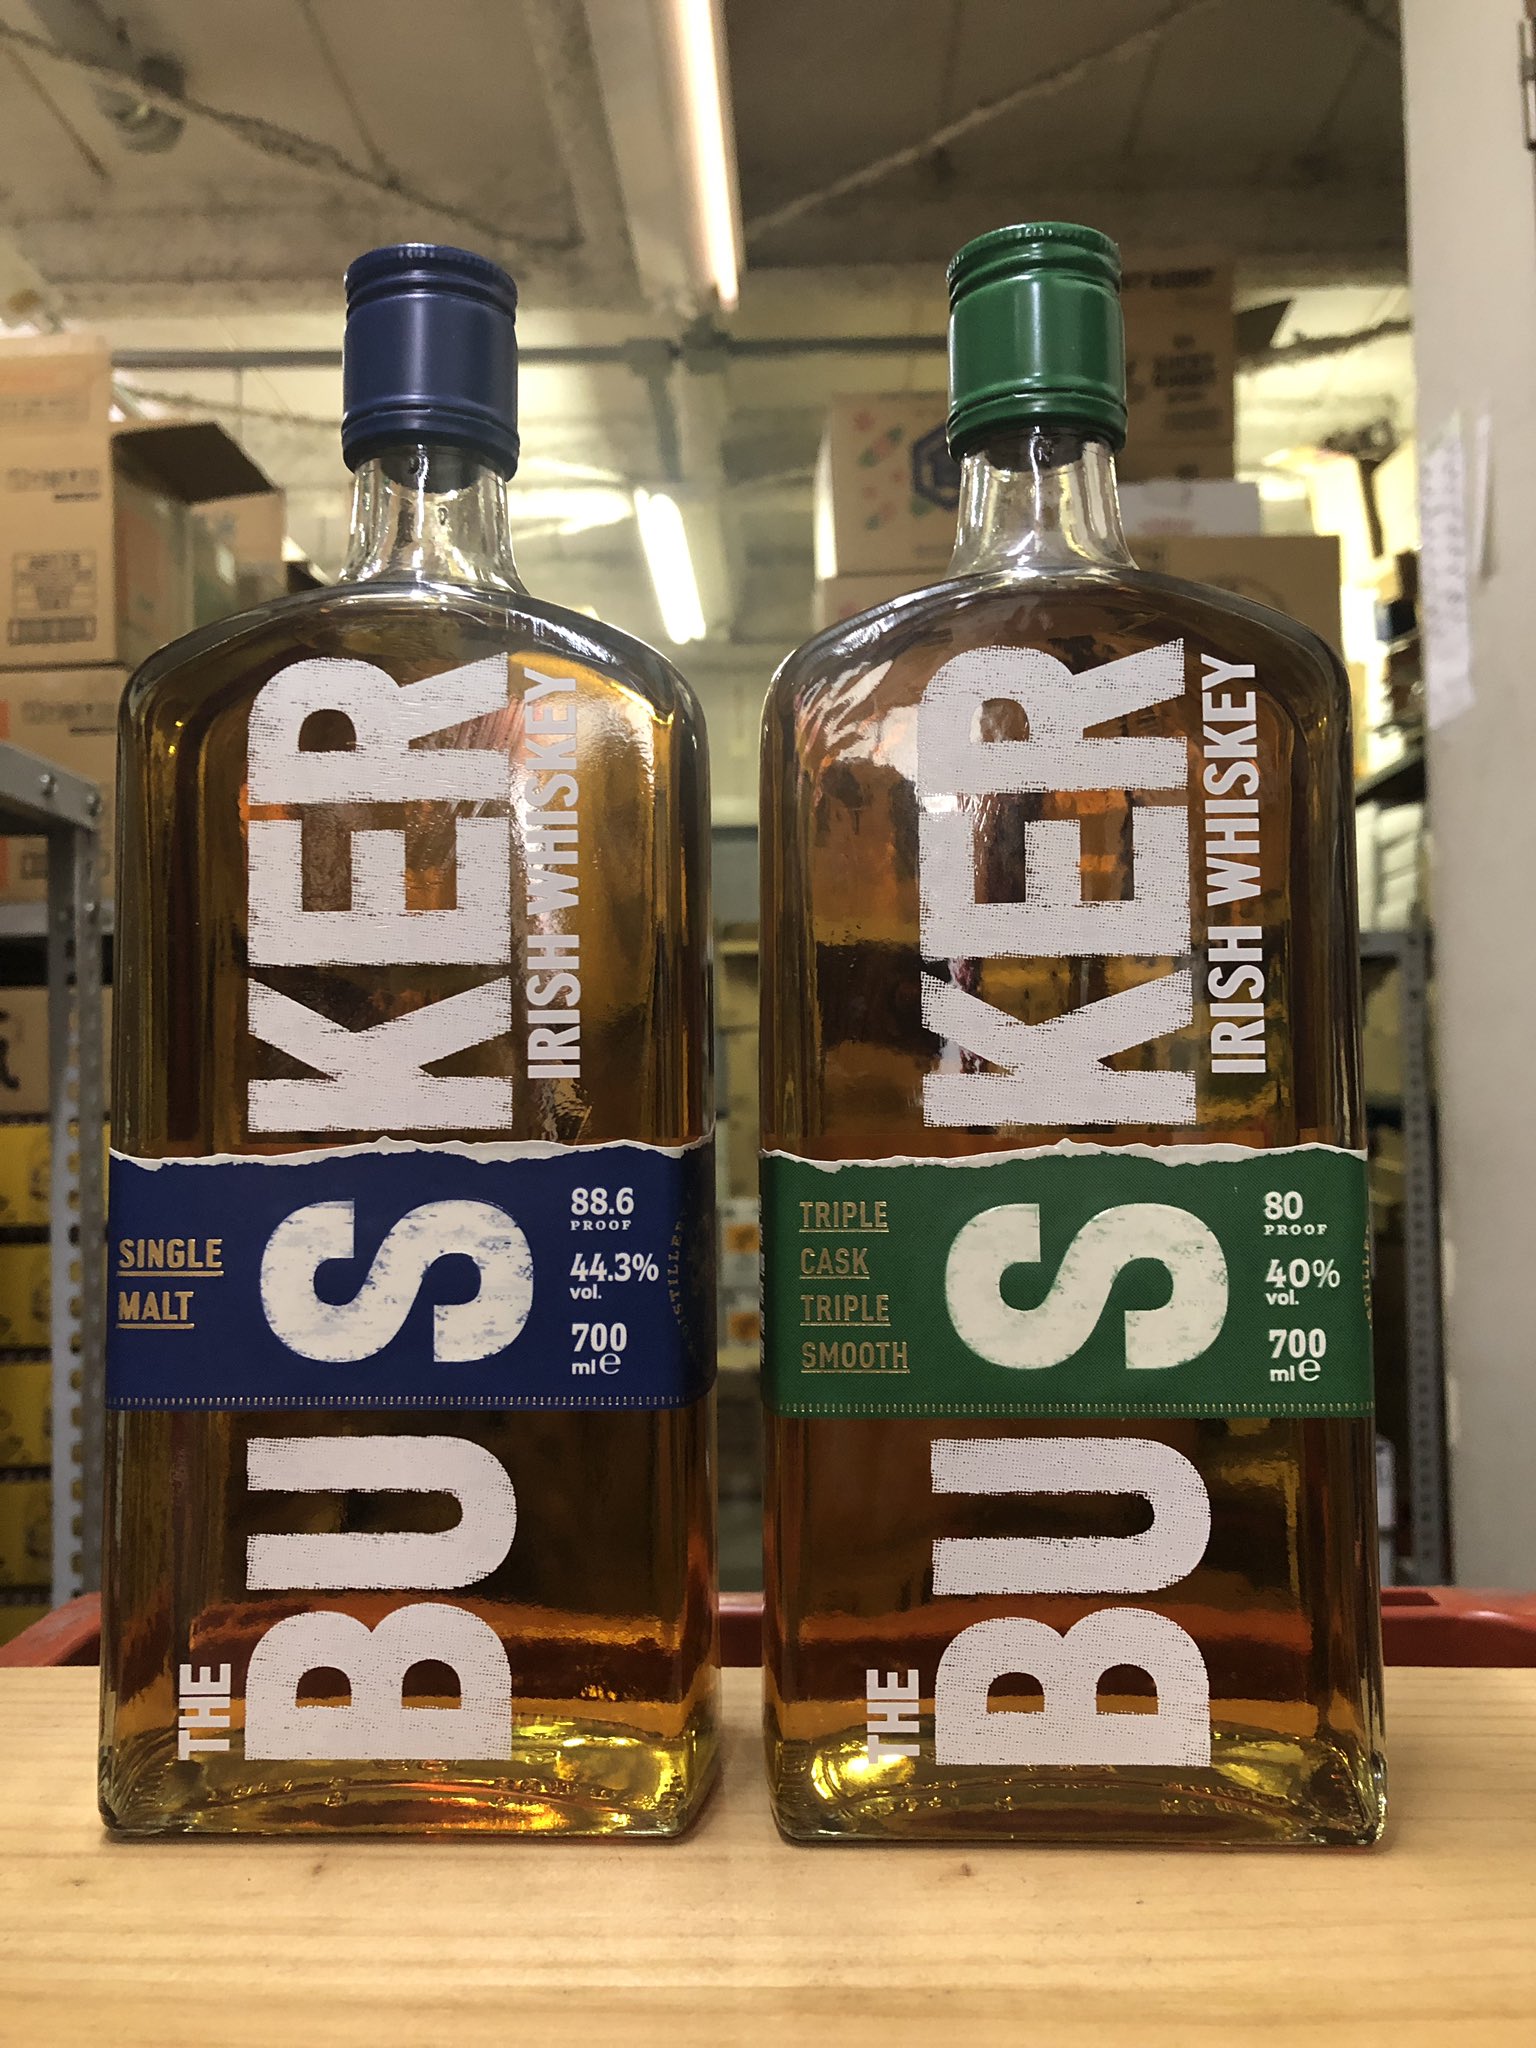 THE BUSKER
IRISH WHISKEY
SINGLE
MALT
88.6
PROOF
44.3%
vol.
700
ml e
THE BUSKER
IRISH WHISKEY
TRIPLE
CASK
TRIPLE
SMOOTH
80
PROOF
40%
vol.
700
ml e